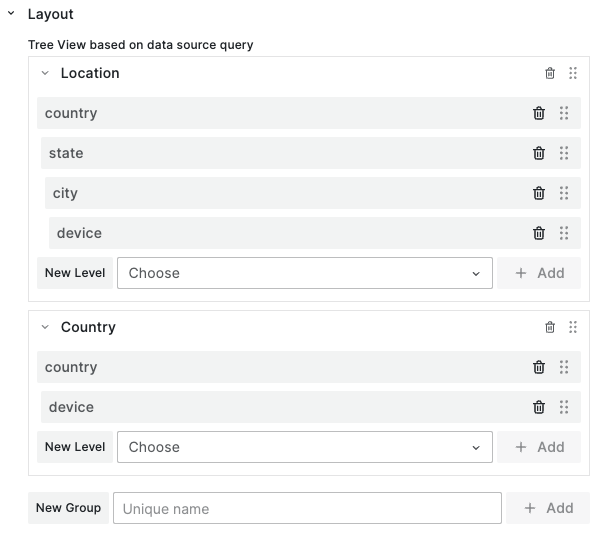 Layout
Tree View based on data source query
Location
country
state
city
device
New Level Choose + Add
Country
country
device
New Level Choose + Add
New Group Unique name + Add